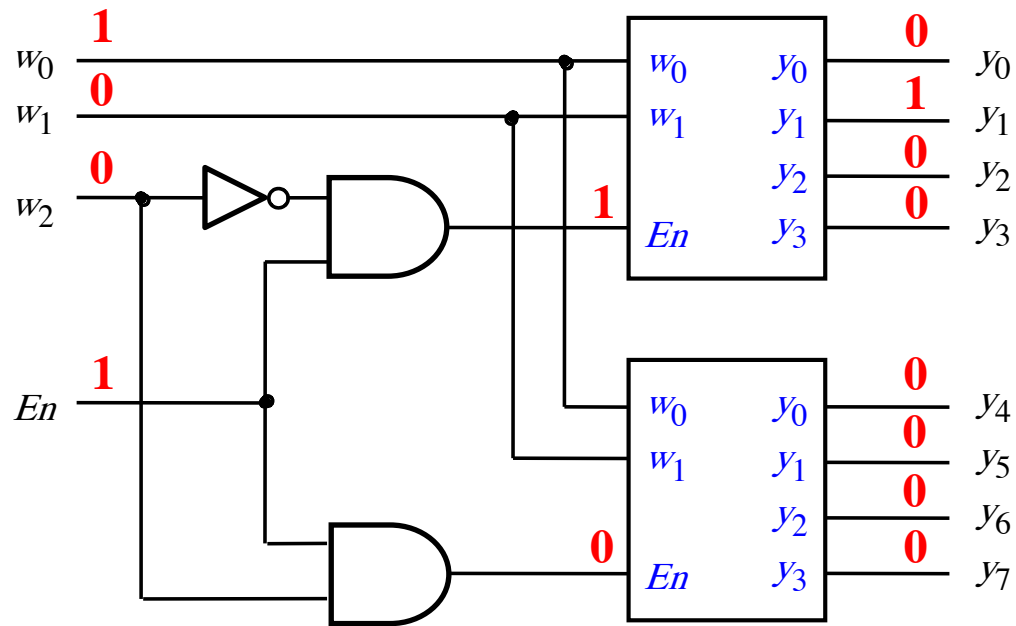 1 0
w0 w0 y0 y0
0 1
w1 w1 y1 y1
0 0
w2 y2 y2
1 0
En y3 y3
1 0
En w0 y0 y4
0
w1 y1 y5
0
y2 y6
0 0
En y3 y7